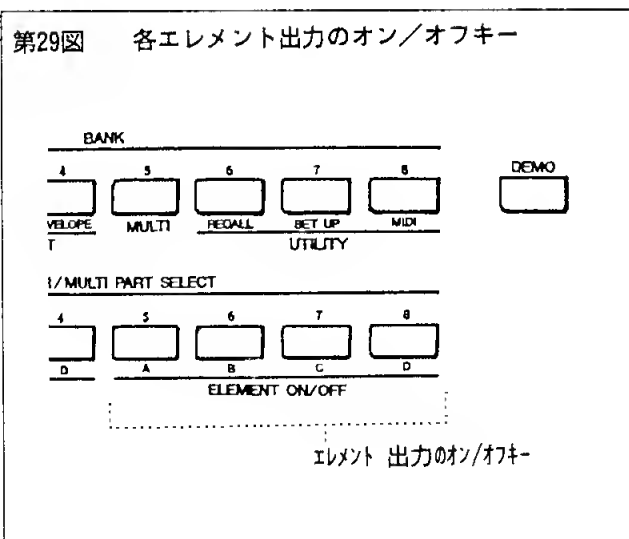 第29図 各エレメント出力のオン／オフキー
BANK
4 5 6 7 8 DEMO
VELOPE MULTI RECALL SET UP MIDI
T UTILITY
/MULTI PART SELECT
4 5 6 7 8
D A B C D
ELEMENT ON/OFF
エレメント 出力のオン/オフキー